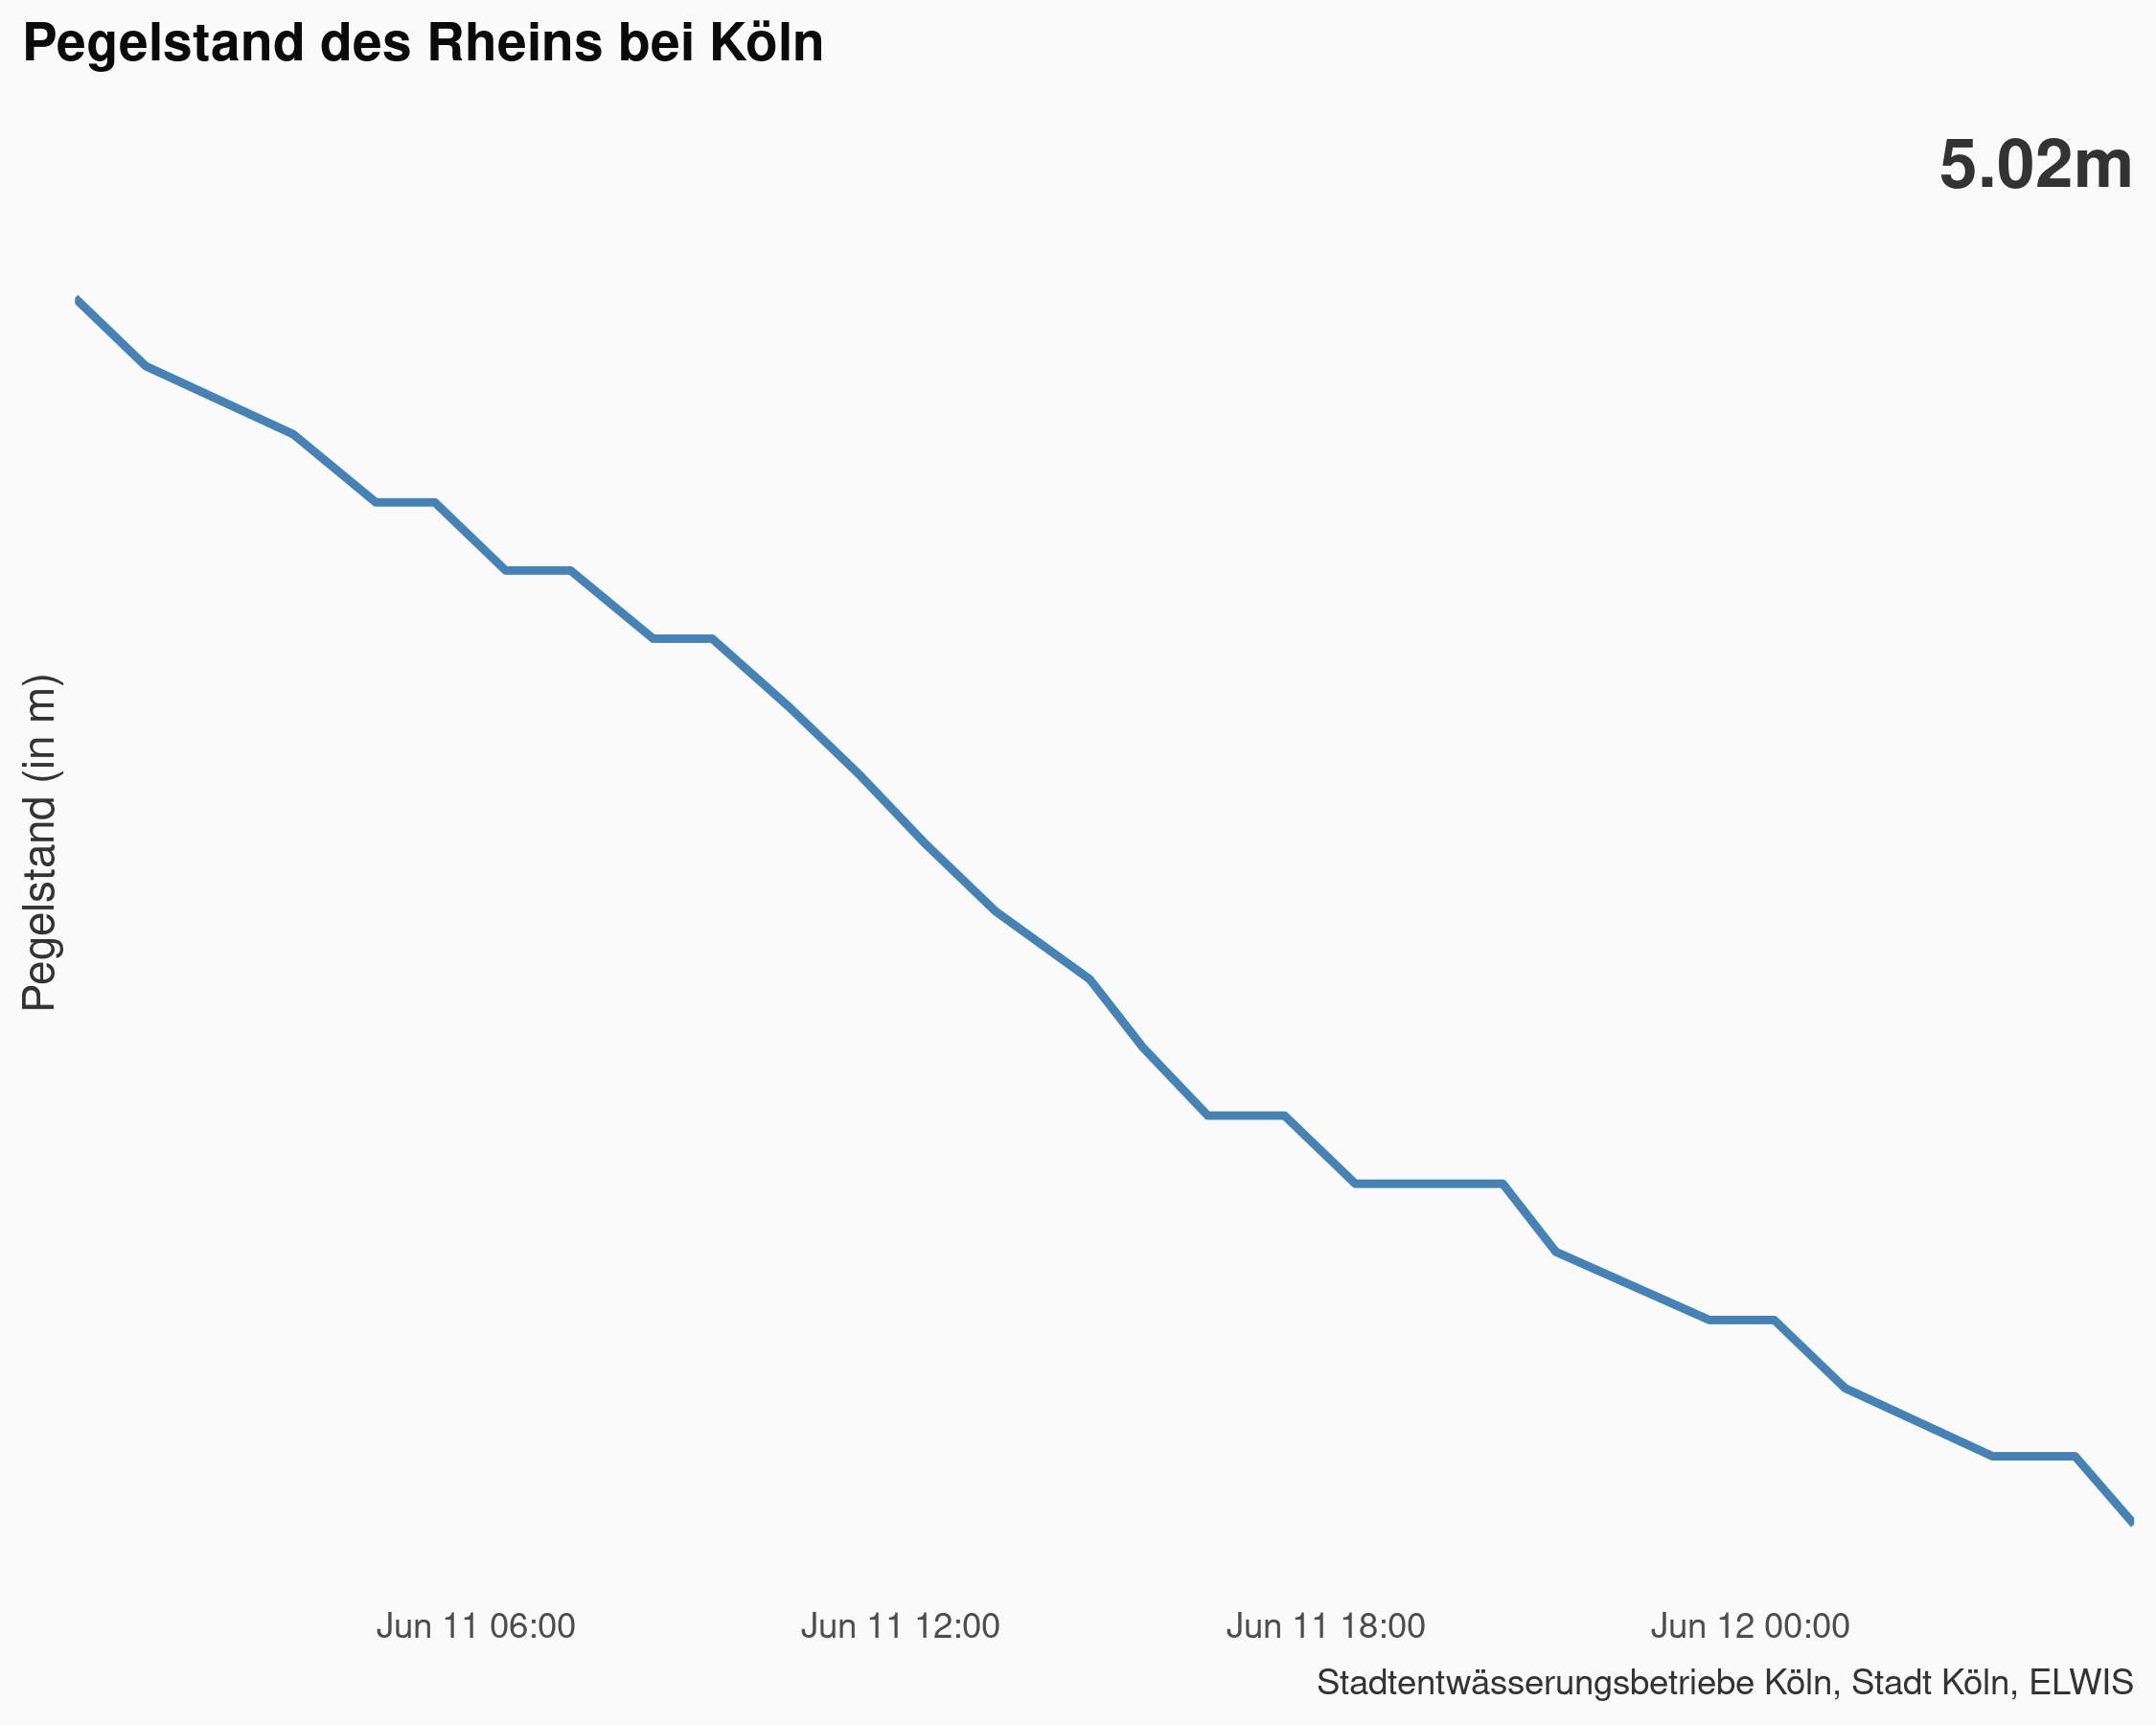 Pegelstand des Rheins bei Köln
5.02m
Pegelstand (in m)
Jun 11 06:00
Jun 11 12:00
Jun 11 18:00
Jun 12 00:00
Stadtentwässerungsbetriebe Köln, Stadt Köln, ELWIS